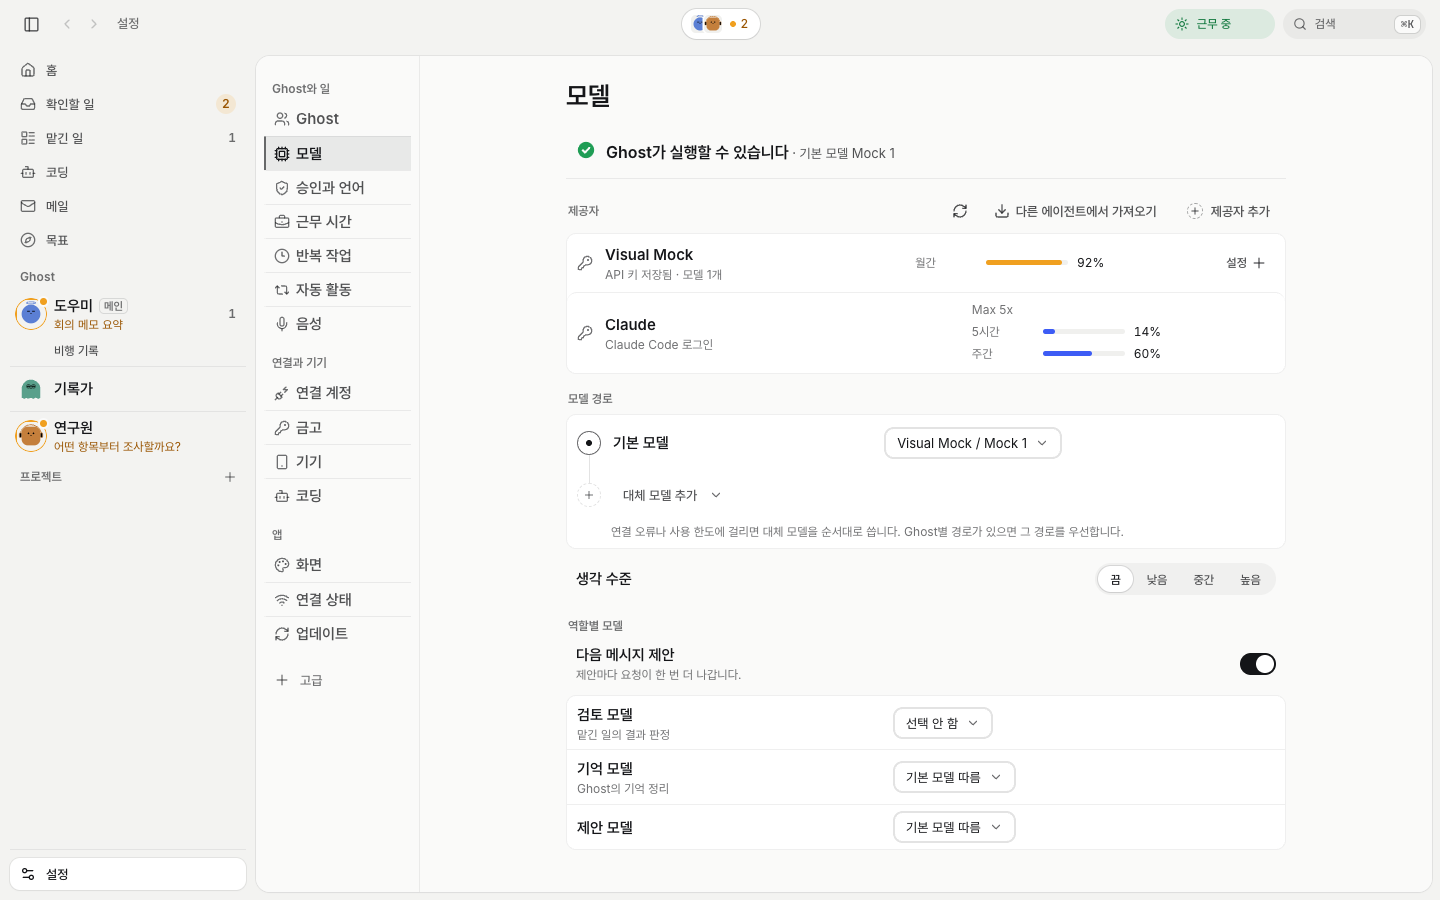 설정
2
근무 중
검색
⌘K
홈
확인할 일
2
맡긴 일
1
코딩
메일
목표
Ghost
도우미
메인
회의 메모 요약
1
비행 기록
기록가
연구원
어떤 항목부터 조사할까요?
프로젝트
설정
Ghost와 일
Ghost
모델
승인과 언어
근무 시간
반복 작업
자동 활동
음성
연결과 기기
연결 계정
금고
기기
코딩
앱
화면
연결 상태
업데이트
고급
모델
Ghost가 실행할 수 있습니다 · 기본 모델 Mock 1
제공자
다른 에이전트에서 가져오기
제공자 추가
Visual Mock
API 키 저장됨 · 모델 1개
월간
92%
설정
Claude
Claude Code 로그인
Max 5x
5시간
14%
주간
60%
모델 경로
기본 모델
Visual Mock / Mock 1
대체 모델 추가
연결 오류나 사용 한도에 걸리면 대체 모델을 순서대로 씁니다. Ghost별 경로가 있으면 그 경로를 우선합니다.
생각 수준
끔
낮음
중간
높음
역할별 모델
다음 메시지 제안
제안마다 요청이 한 번 더 나갑니다.
검토 모델
맡긴 일의 결과 판정
선택 안 함
기억 모델
Ghost의 기억 정리
기본 모델 따름
제안 모델
기본 모델 따름